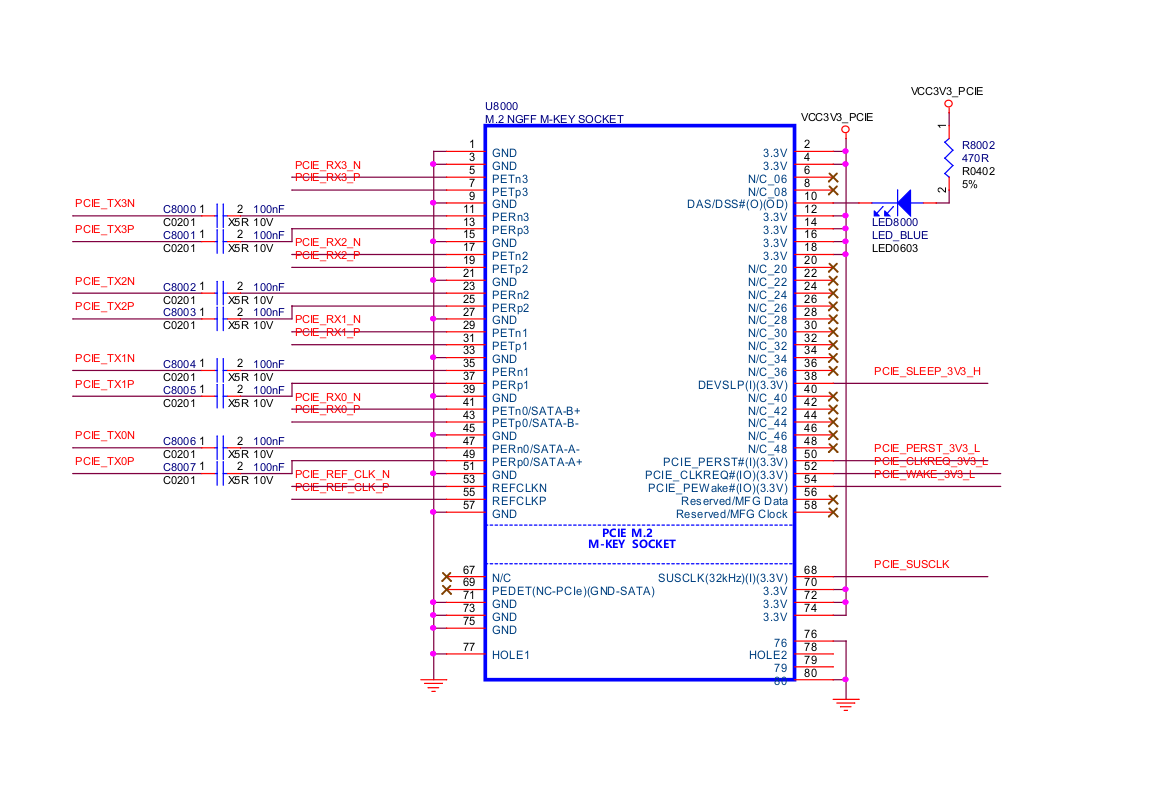 VCC3V3_PCIE
U8000
M.2 NGFF M-KEY SOCKET
VCC3V3_PCIE
1
R8002
470R
R0402
5%
2
1 GND 3.3V 2
3 GND 3.3V 4
PCIE_RX3_N 5 PETn3 N/C_06 6
PCIE_RX3_P 7 PETp3 N/C_08 8
9 GND DAS/DSS#(O)(OD) 10
PCIE_TX3N C8000 1 2 100nF 11 PERn3 3.3V 12
C0201 X5R 10V
PCIE_TX3P C8001 1 2 100nF 13 PERp3 3.3V 14
C0201 X5R 10V
LED8000
LED_BLUE
LED0603
15 GND 3.3V 16
PCIE_RX2_N 17 PETn2 3.3V 18
PCIE_RX2_P 19 PETp2 N/C_20 20
21 GND N/C_22 22
PCIE_TX2N C8002 1 2 100nF 23 PERn2 N/C_24 24
C0201 X5R 10V
PCIE_TX2P C8003 1 2 100nF 25 PERp2 N/C_26 26
C0201 X5R 10V
27 GND N/C_28 28
PCIE_RX1_N 29 PETn1 N/C_30 30
PCIE_RX1_P 31 PETp1 N/C_32 32
33 GND N/C_34 34
PCIE_TX1N C8004 1 2 100nF 35 PERn1 N/C_36 36
C0201 X5R 10V
PCIE_TX1P C8005 1 2 100nF 37 PERp1 DEVSLP(I)(3.3V) 38 PCIE_SLEEP_3V3_H
C0201 X5R 10V
39 GND N/C_40 40
PCIE_RX0_N 41 PETn0/SATA-B+ N/C_42 42
PCIE_RX0_P 43 PETp0/SATA-B- N/C_44 44
45 GND N/C_46 46
PCIE_TX0N C8006 1 2 100nF 47 PERn0/SATA-A- N/C_48 48
C0201 X5R 10V
PCIE_TX0P C8007 1 2 100nF 49 PERp0/SATA-A+ PCIE_PERST#(I)(3.3V) 50 PCIE_PERST_3V3_L
C0201 X5R 10V
51 GND PCIE_CLKREQ#(IO)(3.3V) 52 PCIE_CLKREQ_3V3_L
PCIE_REF_CLK_N 53 REFCLKN PCIE_PEWake#(IO)(3.3V) 54 PCIE_WAKE_3V3_L
PCIE_REF_CLK_P 55 REFCLKP Reserved/MFG Data 56
57 GND Reserved/MFG Clock 58
PCIE M.2
M-KEY SOCKET
67 N/C SUSCLK(32kHz)(I)(3.3V) 68 PCIE_SUSCLK
69 PEDET(NC-PCIe)(GND-SATA) 3.3V 70
71 GND 3.3V 72
73 GND 3.3V 74
75 GND
76 76
77 HOLE1 HOLE2 78
79 79
80 80